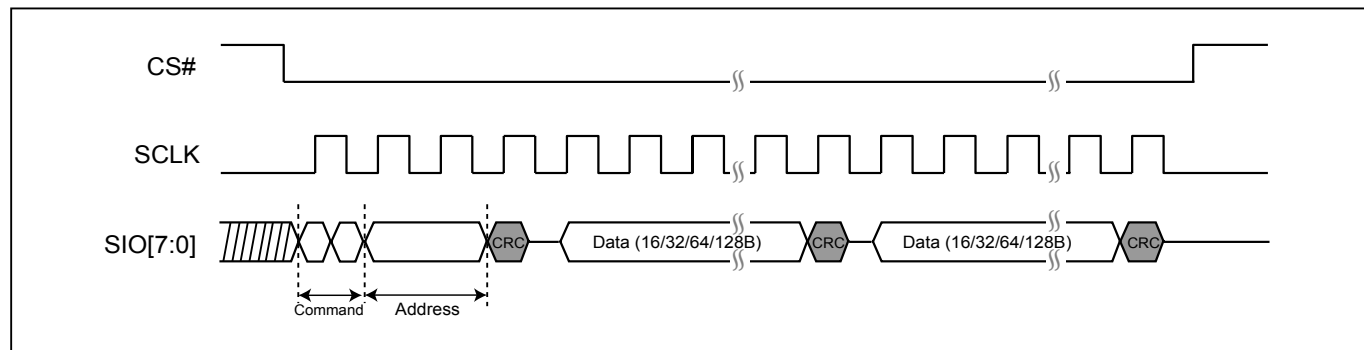 CS#
SCLK
SIO[7:0]
CRC
Data (16/32/64/128B)
CRC
Data (16/32/64/128B)
CRC
Command
Address